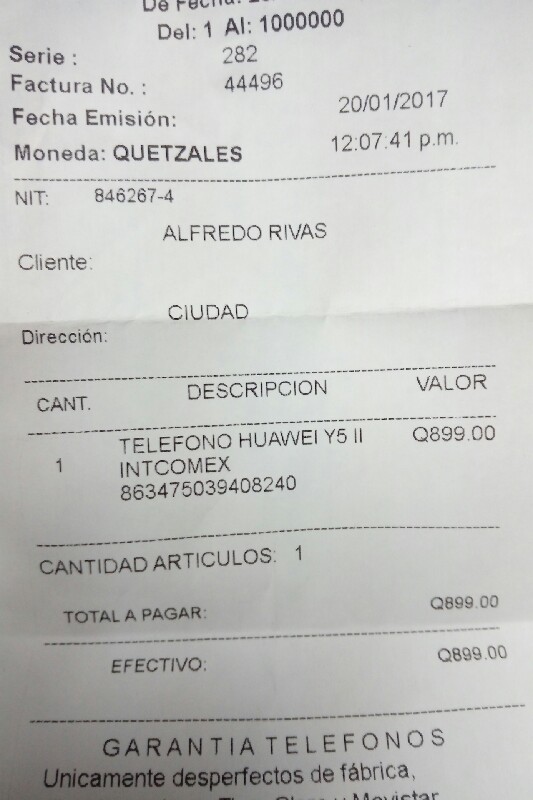 De Fecha:
Del: 1 Al: 1000000
Serie : 282
Factura No. : 44496
Fecha Emisión: 20/01/2017
Moneda: QUETZALES 12:07:41 p.m.
NIT: 846267-4
ALFREDO RIVAS
Cliente:
CIUDAD
Dirección:
CANT. DESCRIPCION VALOR
TELEFONO HUAWEI Y5 II Q899.00
1 INTCOMEX
863475039408240
CANTIDAD ARTICULOS: 1
TOTAL A PAGAR: Q899.00
EFECTIVO: Q899.00
GARANTIA TELEFONOS
Unicamente desperfectos de fábrica,
y Movistar